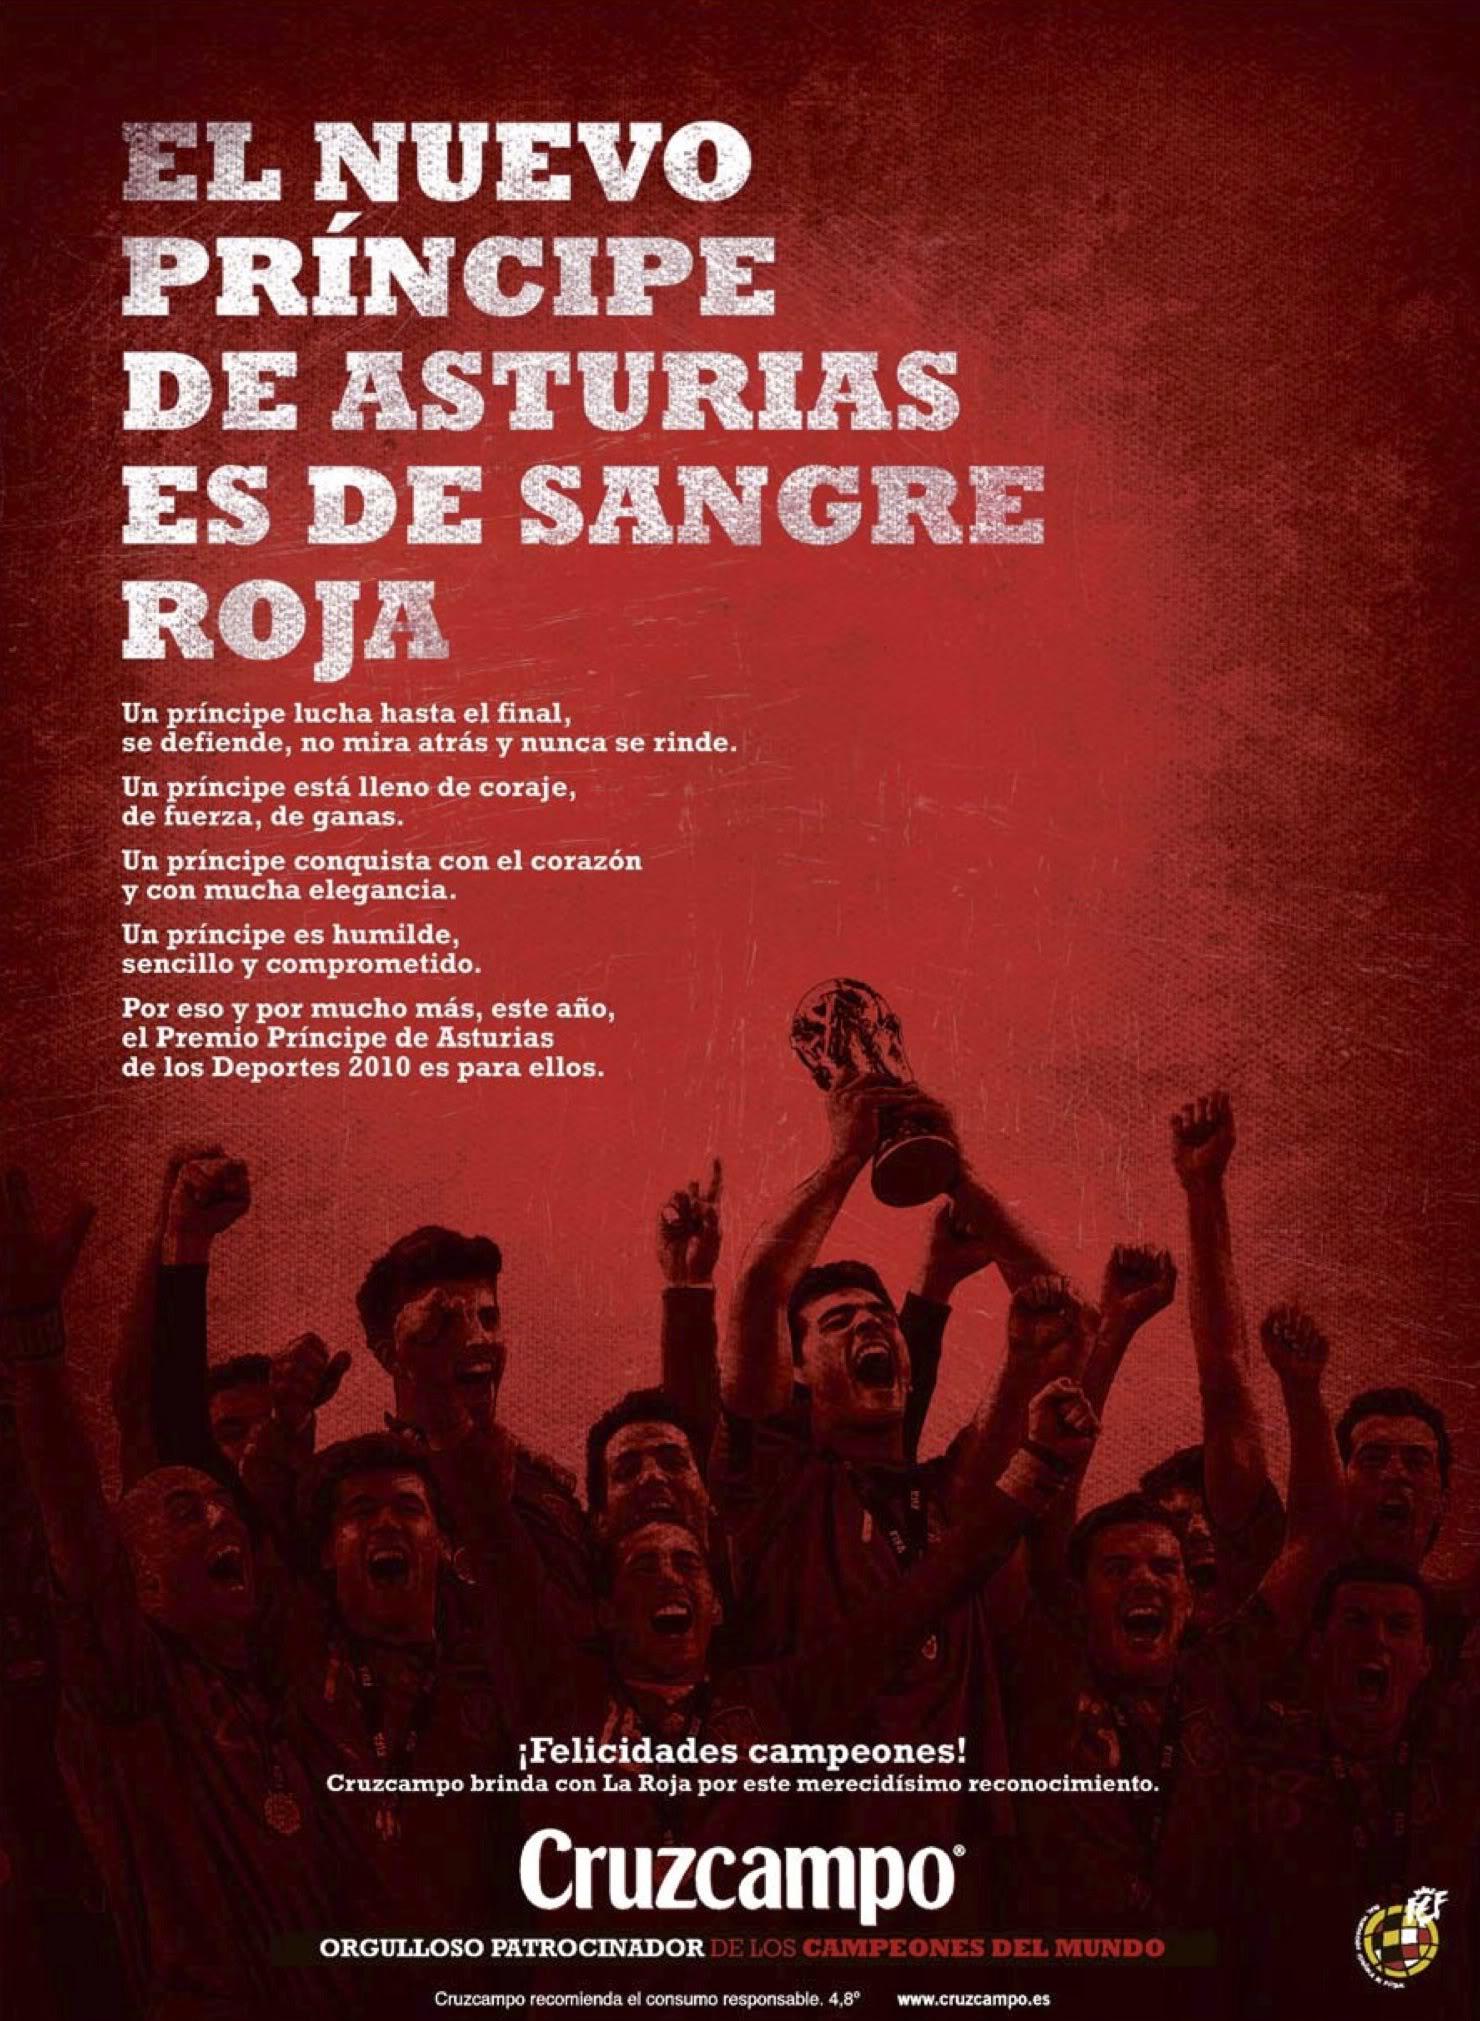 EL NUEVO
PRÍNCIPE
DE ASTURIAS
ES DE SANGRE
ROJA
Un príncipe lucha hasta el final,
se defiende, no mira atrás y nunca se rinde.
Un príncipe está lleno de coraje,
de fuerza, de ganas.
Un príncipe conquista con el corazón
y con mucha elegancia.
Un príncipe es humilde,
sencillo y comprometido.
Por eso y por mucho más, este año,
el Premio Príncipe de Asturias
de los Deportes 2010 es para ellos.
FIFA
FIFA
¡Felicidades campeones!
Cruzcampo brinda con La Roja por este merecidísimo reconocimiento.
Cruzcampo®
ORGULLOSO PATROCINADOR DE LOS CAMPEONES DEL MUNDO
Cruzcampo recomienda el consumo responsable. 4,8º www.cruzcampo.es